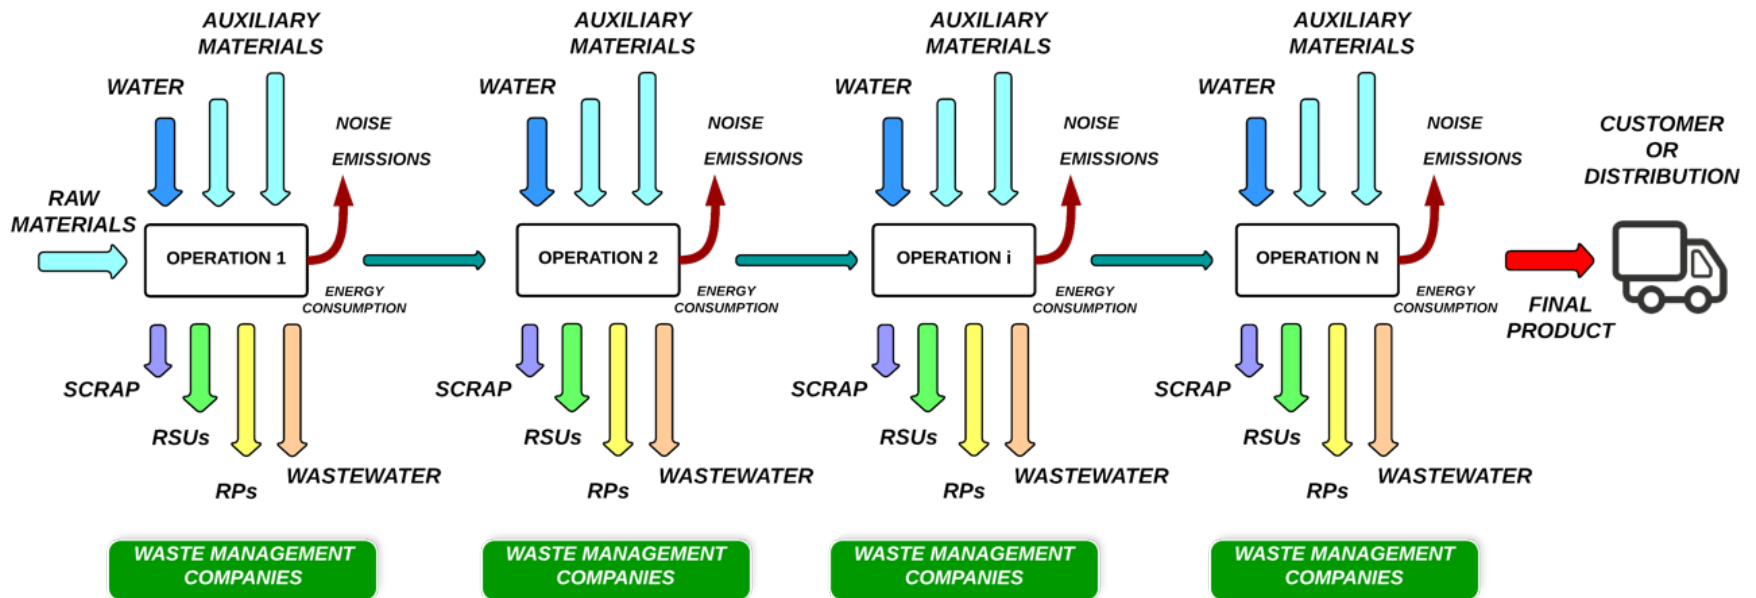 AUXILIARY
MATERIALS
WATER
NOISE
EMISSIONS
RAW
MATERIALS
OPERATION 1
ENERGY
CONSUMPTION
SCRAP
RSUs
RPs
WASTEWATER
WASTE MANAGEMENT
COMPANIES
AUXILIARY
MATERIALS
WATER
NOISE
EMISSIONS
OPERATION 2
ENERGY
CONSUMPTION
SCRAP
RSUs
RPs
WASTEWATER
WASTE MANAGEMENT
COMPANIES
AUXILIARY
MATERIALS
WATER
NOISE
EMISSIONS
OPERATION i
ENERGY
CONSUMPTION
SCRAP
RSUs
RPs
WASTEWATER
WASTE MANAGEMENT
COMPANIES
AUXILIARY
MATERIALS
WATER
NOISE
EMISSIONS
OPERATION N
ENERGY
CONSUMPTION
SCRAP
RSUs
RPs
WASTEWATER
WASTE MANAGEMENT
COMPANIES
CUSTOMER
OR
DISTRIBUTION
FINAL
PRODUCT